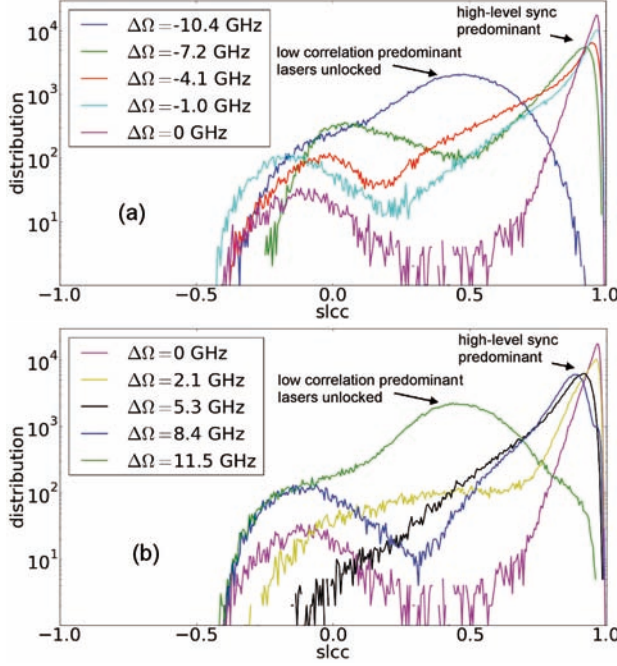 high-level sync
predominant
low correlation predominant
lasers unlocked
ΔΩ=-10.4 GHz
ΔΩ=-7.2 GHz
ΔΩ=-4.1 GHz
ΔΩ=-1.0 GHz
ΔΩ=0 GHz
distribution
10⁴
10³
10²
10¹
(a)
−1.0 −0.5 0.0 0.5 1.0
slcc
high-level sync
predominant
low correlation predominant
lasers unlocked
ΔΩ=0 GHz
ΔΩ=2.1 GHz
ΔΩ=5.3 GHz
ΔΩ=8.4 GHz
ΔΩ=11.5 GHz
distribution
10⁴
10³
10²
10¹
(b)
−1.0 −0.5 0.0 0.5 1.0
slcc